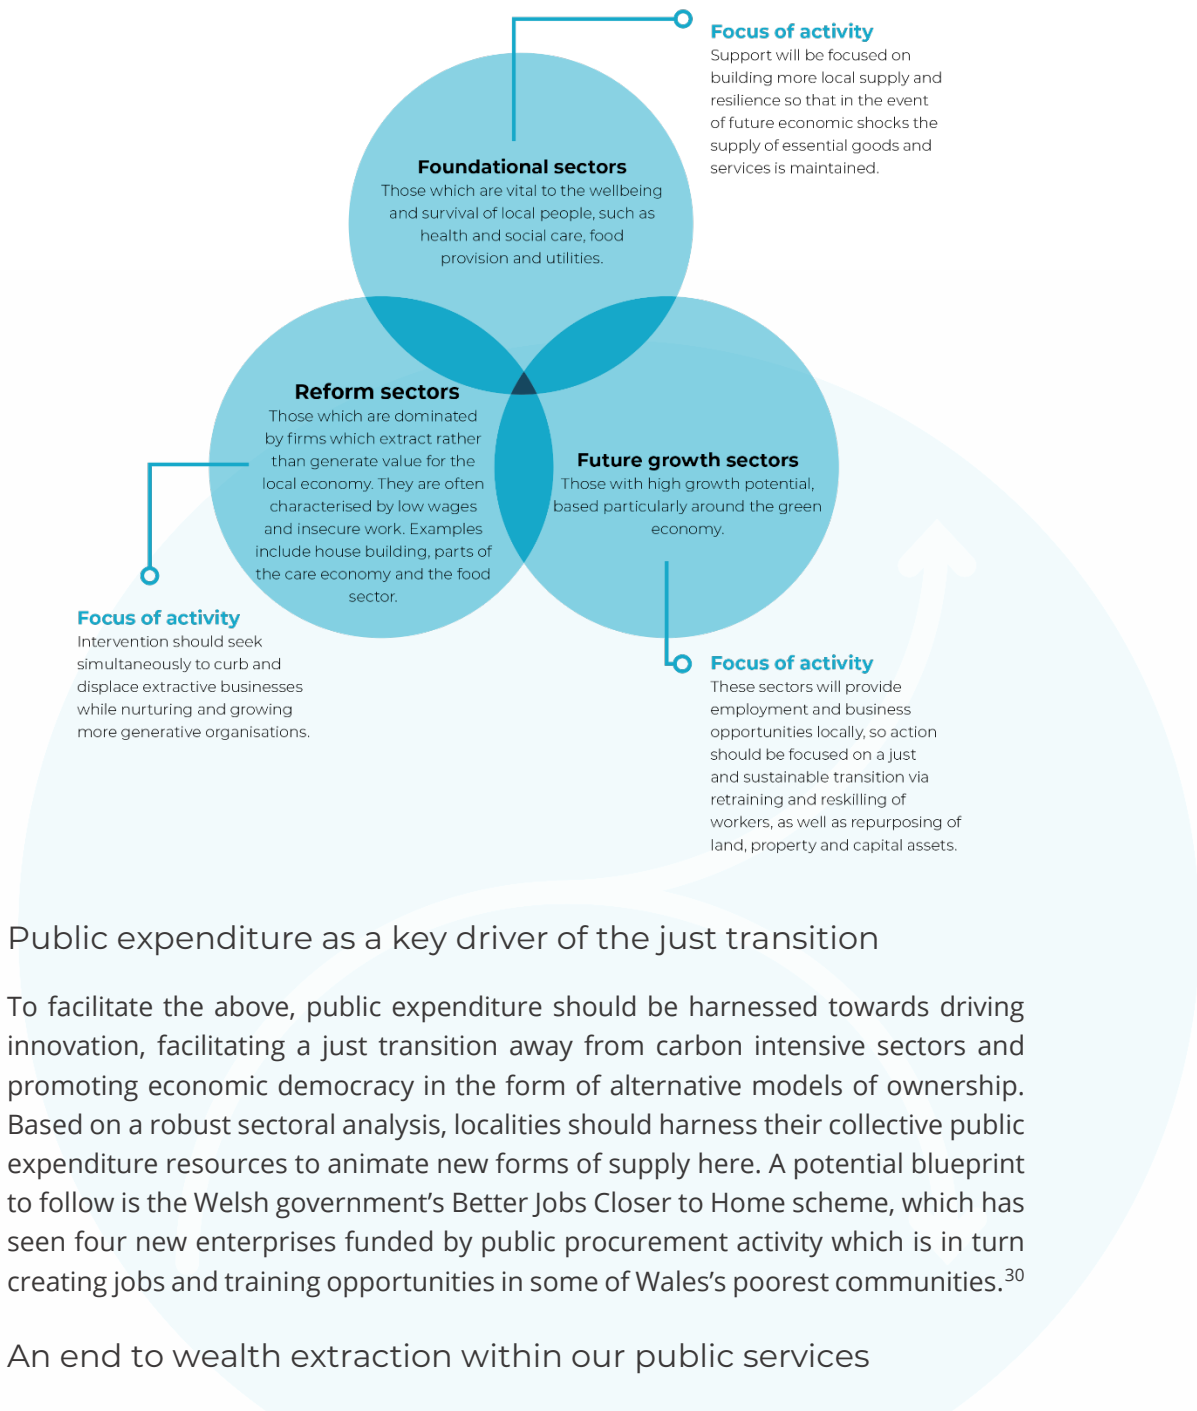 Focus of activity
Support will be focused on
building more local supply and
resilience so that in the event
of future economic shocks the
supply of essential goods and
services is maintained.
Foundational sectors
Those which are vital to the wellbeing
and survival of local people, such as
health and social care, food
provision and utilities.
Reform sectors
Those which are dominated
by firms which extract rather
than generate value for the
local economy. They are often
characterised by low wages
and insecure work. Examples
include house building, parts of
the care economy and the food
sector.
Future growth sectors
Those with high growth potential,
based particularly around the green
economy.
Focus of activity
Intervention should seek
simultaneously to curb and
displace extractive businesses
while nurturing and growing
more generative organisations.
Focus of activity
These sectors will provide
employment and business
opportunities locally, so action
should be focused on a just
and sustainable transition via
retraining and reskilling of
workers, as well as repurposing of
land, property and capital assets.
Public expenditure as a key driver of the just transition
To facilitate the above, public expenditure should be harnessed towards driving
innovation, facilitating a just transition away from carbon intensive sectors and
promoting economic democracy in the form of alternative models of ownership.
Based on a robust sectoral analysis, localities should harness their collective public
expenditure resources to animate new forms of supply here. A potential blueprint
to follow is the Welsh government’s Better Jobs Closer to Home scheme, which has
seen four new enterprises funded by public procurement activity which is in turn
creating jobs and training opportunities in some of Wales’s poorest communities.30
An end to wealth extraction within our public services